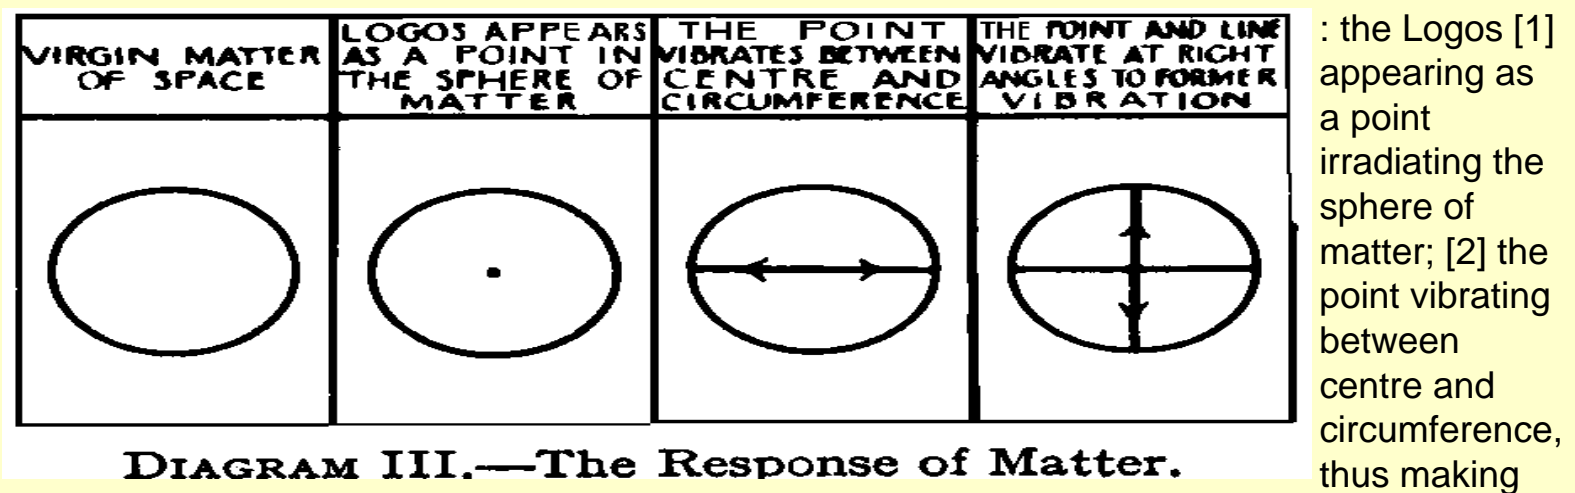 VIRGIN MATTER
OF SPACE
LOGOS APPEARS
AS A POINT IN
THE SPHERE OF
MATTER
THE POINT
VIBRATES BETWEEN
CENTRE AND
CIRCUMFERENCE
THE POINT AND LINE
VIBRATE AT RIGHT
ANGLES TO FORMER
VIBRATION
DIAGRAM III.—The Response of Matter.
: the Logos [1]
appearing as
a point
irradiating the
sphere of
matter; [2] the
point vibrating
between
centre and
circumference,
thus making